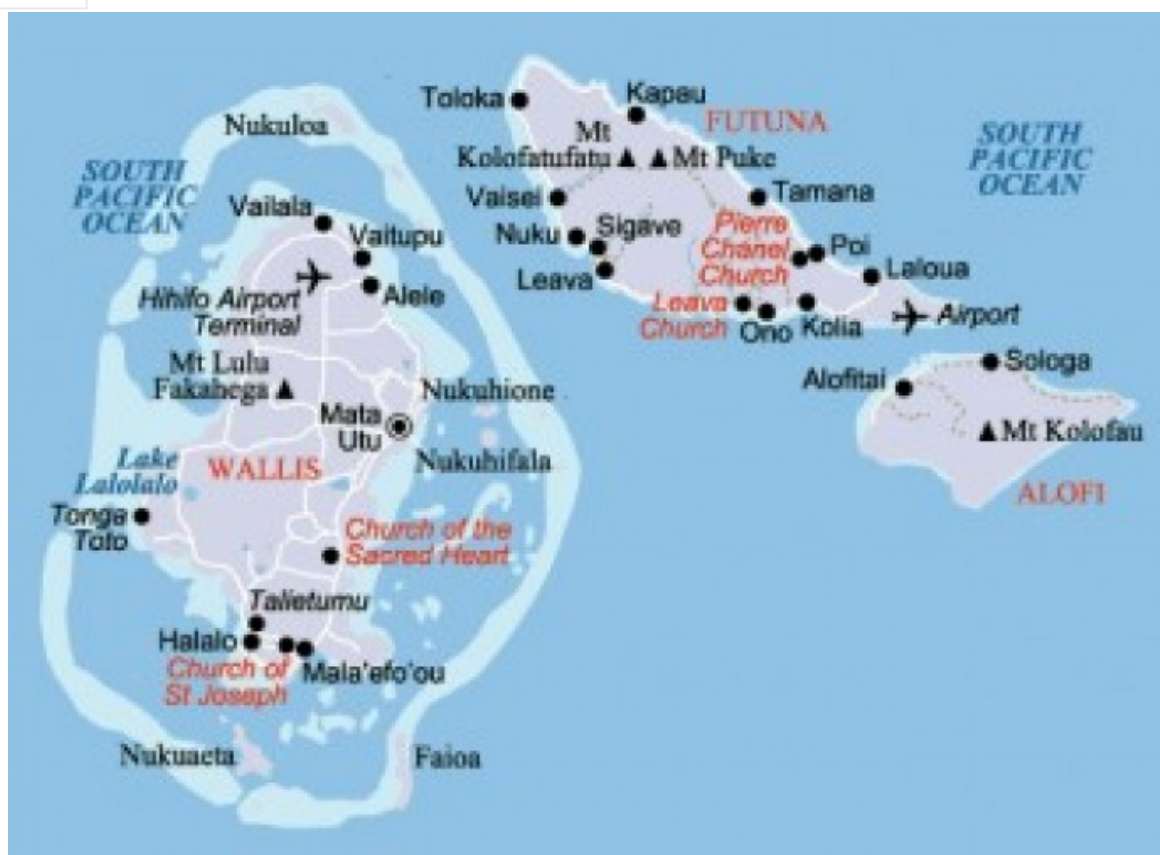 Toloka
Kapau
FUTUNA
Nukuloa
Mt
Kolofatufatu
Mt Puke
SOUTH
PACIFIC
OCEAN
SOUTH
PACIFIC
OCEAN
Vaisei
Tamana
Vailala
Nuku
Sigave
Pierre
Chanel
Church
Poi
Vaitupu
Leava
Laloua
Hihifo Airport
Terminal
Alele
Leava
Church
Ono
Kolia
Airport
Mt Lulu
Fakahega
Alofitai
Sologa
Nukuhione
Mata
Utu
Mt Kolofau
Lake
Lalolalo
WALLIS
Nukuhifala
ALOFI
Tonga
Toto
Church of the
Sacred Heart
Talietumu
Halalo
Church of
St Joseph
Mala'efo'ou
Nukuaeta
Faioa